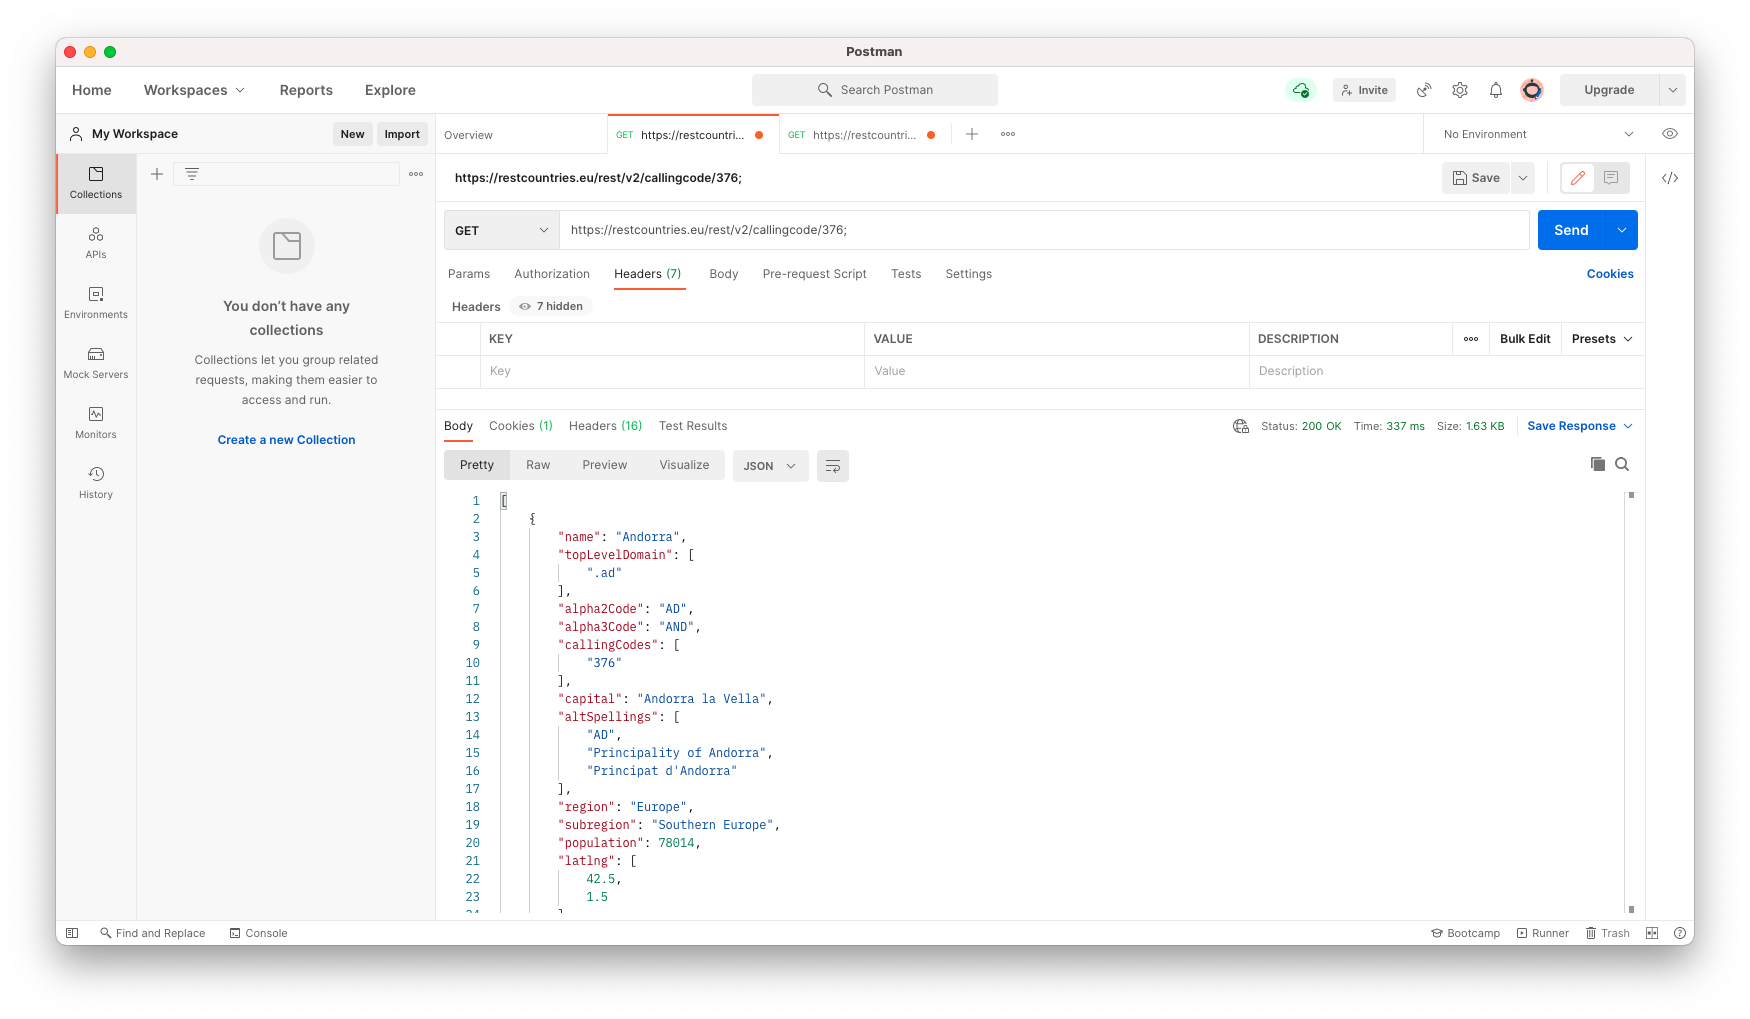 Postman
Home Workspaces Reports Explore Search Postman Invite Upgrade
My Workspace New Import Overview GET https://restcountri... GET https://restcountri... No Environment
Collections
APIs
Environments
Mock Servers
Monitors
History
You don’t have any
collections
Collections let you group related
requests, making them easier to
access and run.
Create a new Collection
https://restcountries.eu/rest/v2/callingcode/376; Save
GET https://restcountries.eu/rest/v2/callingcode/376; Send
Params Authorization Headers (7) Body Pre-request Script Tests Settings Cookies
Headers 7 hidden
KEY VALUE DESCRIPTION Bulk Edit Presets
Key Value Description
Body Cookies (1) Headers (16) Test Results Status: 200 OK Time: 337 ms Size: 1.63 KB Save Response
Pretty Raw Preview Visualize JSON
1 [
2 {
3 "name": "Andorra",
4 "topLevelDomain": [
5 ".ad"
6 ],
7 "alpha2Code": "AD",
8 "alpha3Code": "AND",
9 "callingCodes": [
10 "376"
11 ],
12 "capital": "Andorra la Vella",
13 "altSpellings": [
14 "AD",
15 "Principality of Andorra",
16 "Principat d'Andorra"
17 ],
18 "region": "Europe",
19 "subregion": "Southern Europe",
20 "population": 78014,
21 "latlng": [
22 42.5,
23 1.5
Find and Replace Console Bootcamp Runner Trash